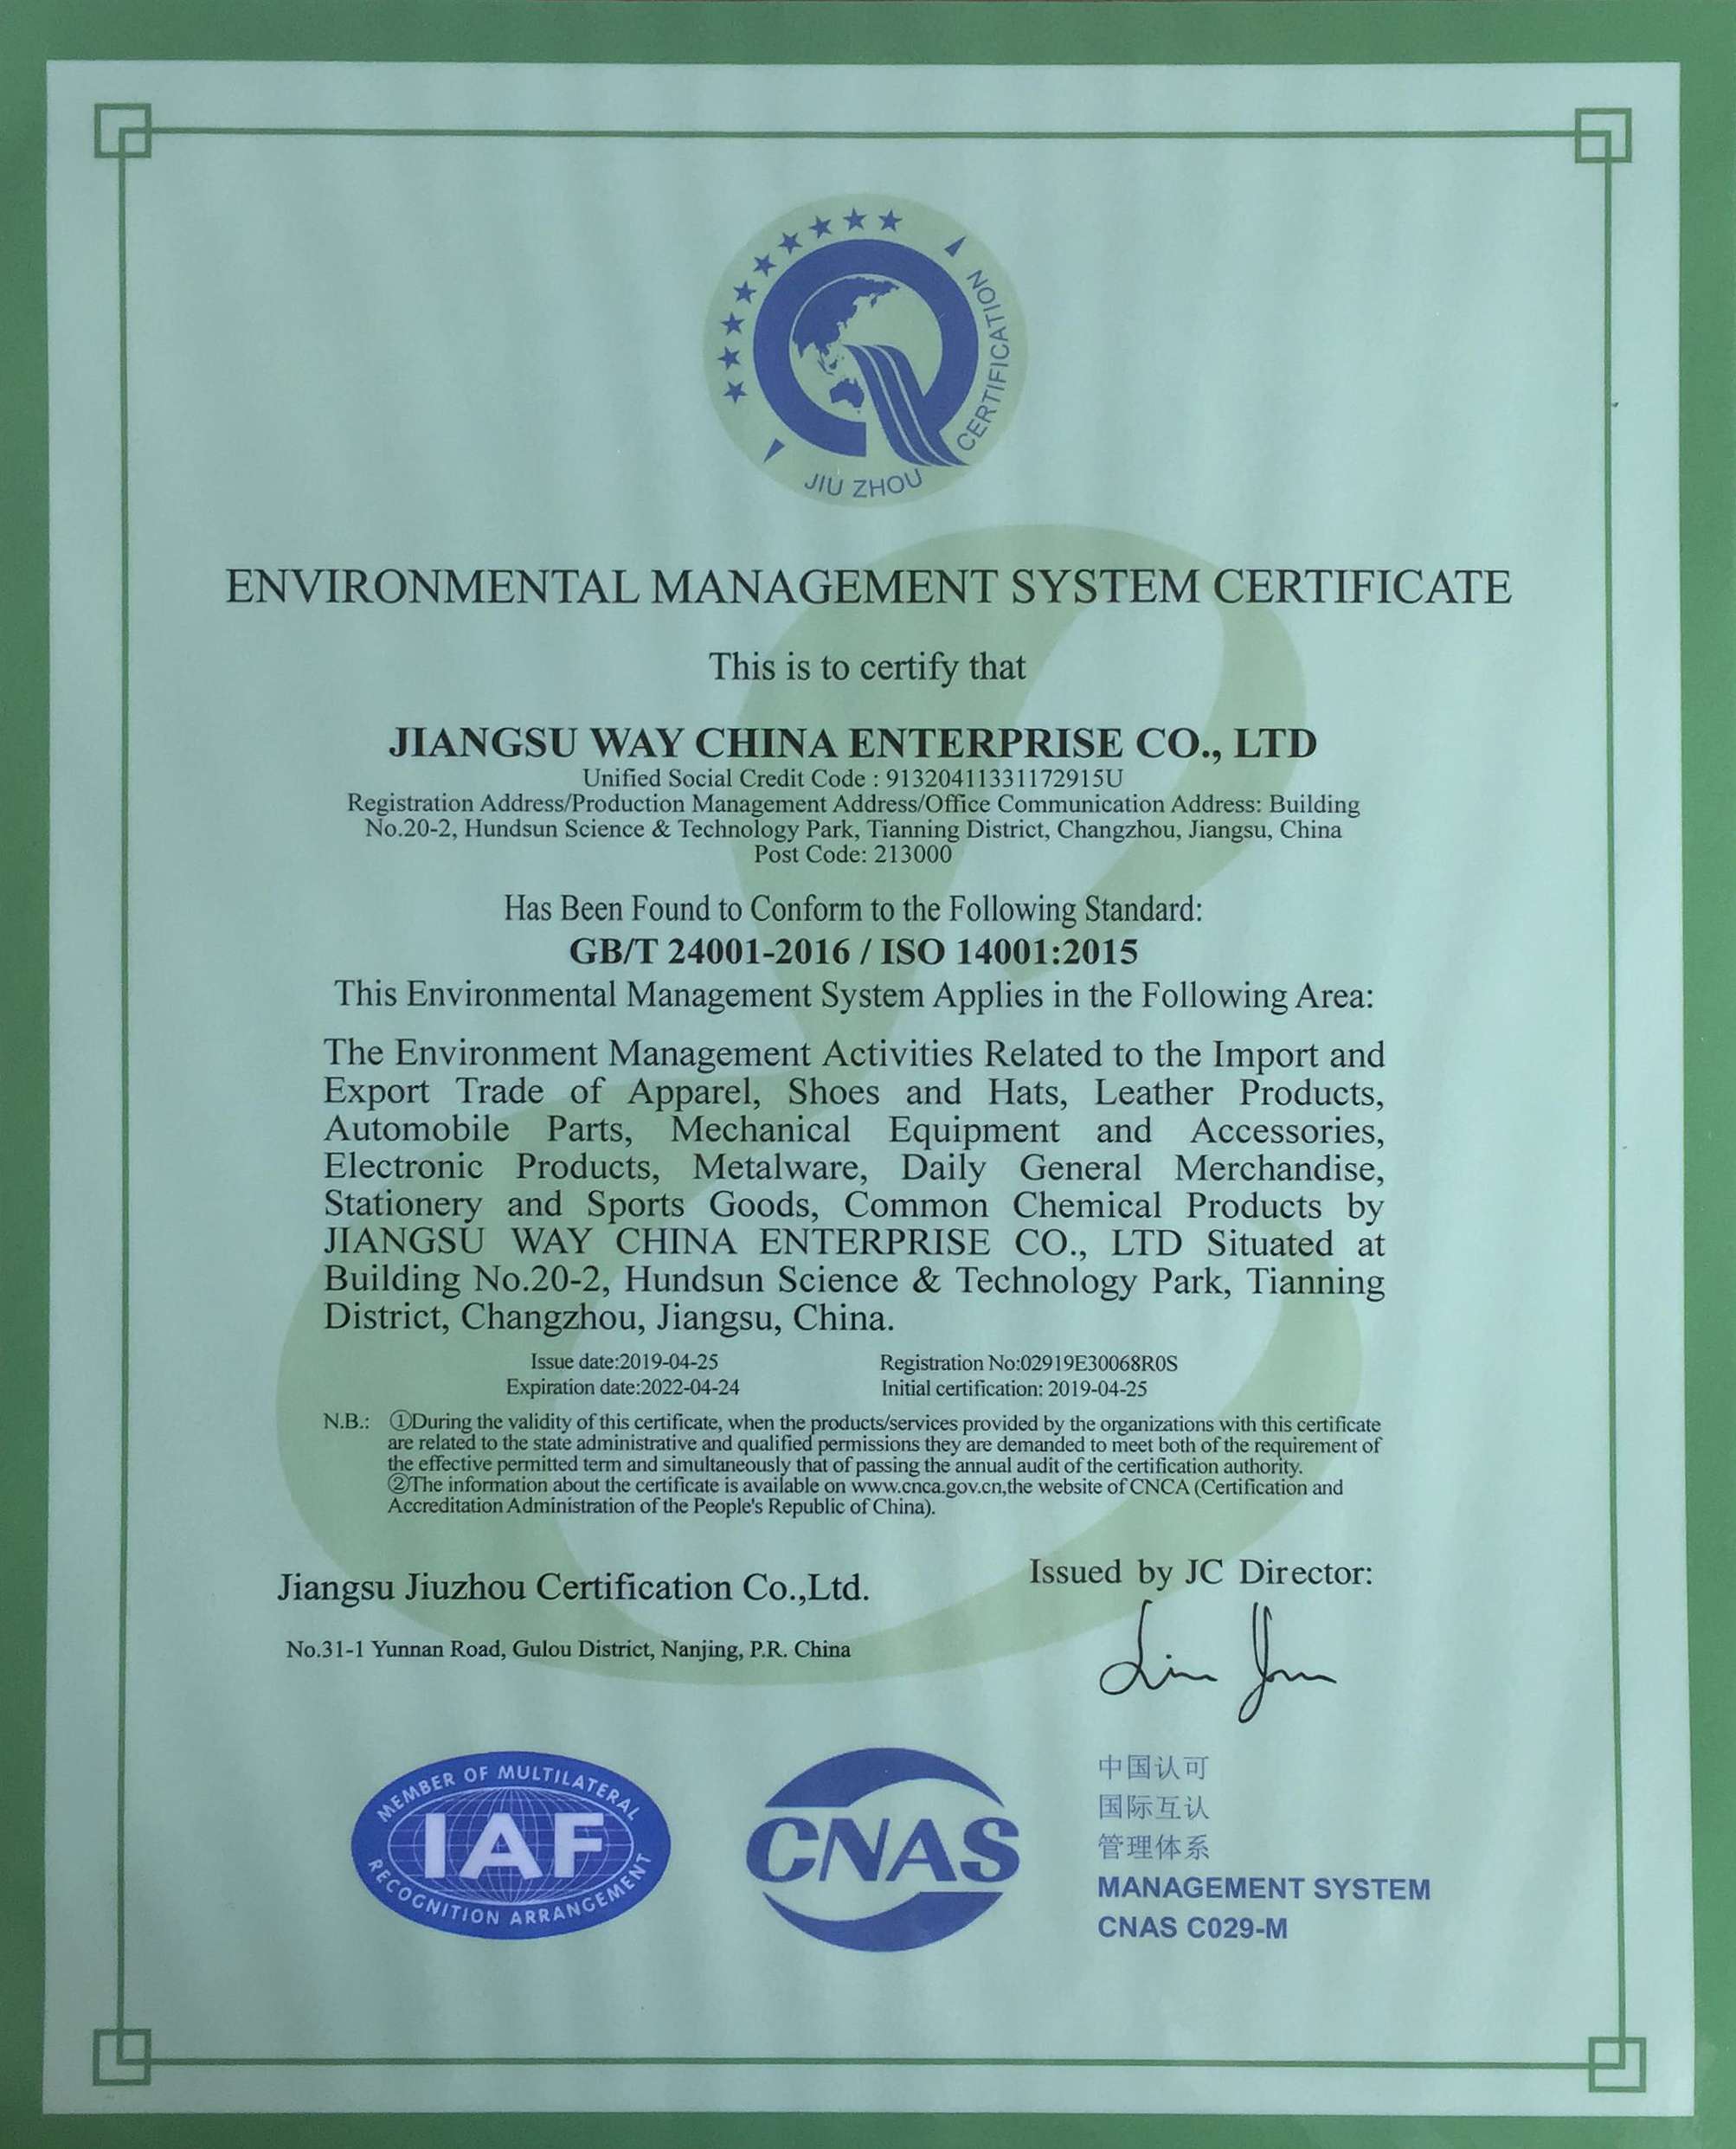 JIU ZHOU CERTIFICATION
ENVIRONMENTAL MANAGEMENT SYSTEM CERTIFICATE
This is to certify that
JIANGSU WAY CHINA ENTERPRISE CO., LTD
Unified Social Credit Code : 91320411331172915U
Registration Address/Production Management Address/Office Communication Address: Building
No.20-2, Hundsun Science & Technology Park, Tianning District, Changzhou, Jiangsu, China
Post Code: 213000
Has Been Found to Conform to the Following Standard:
GB/T 24001-2016 / ISO 14001:2015
This Environmental Management System Applies in the Following Area:
The Environment Management Activities Related to the Import and
Export Trade of Apparel, Shoes and Hats, Leather Products,
Automobile Parts, Mechanical Equipment and Accessories,
Electronic Products, Metalware, Daily General Merchandise,
Stationery and Sports Goods, Common Chemical Products by
JIANGSU WAY CHINA ENTERPRISE CO., LTD Situated at
Building No.20-2, Hundsun Science & Technology Park, Tianning
District, Changzhou, Jiangsu, China.
Issue date:2019-04-25 Registration No:02919E30068R0S
Expiration date:2022-04-24 Initial certification: 2019-04-25
N.B.: ①During the validity of this certificate, when the products/services provided by the organizations with this certificate
are related to the state administrative and qualified permissions they are demanded to meet both of the requirement of
the effective permitted term and simultaneously that of passing the annual audit of the certification authority.
②The information about the certificate is available on www.cnca.gov.cn,the website of CNCA (Certification and
Accreditation Administration of the People's Republic of China).
Jiangsu Jiuzhou Certification Co.,Ltd.
No.31-1 Yunnan Road, Gulou District, Nanjing, P.R. China
Issued by JC Director:
MEMBER OF MULTILATERAL
IAF
RECOGNITION ARRANGEMENT
CNAS
中国认可
国际互认
管理体系
MANAGEMENT SYSTEM
CNAS C029-M